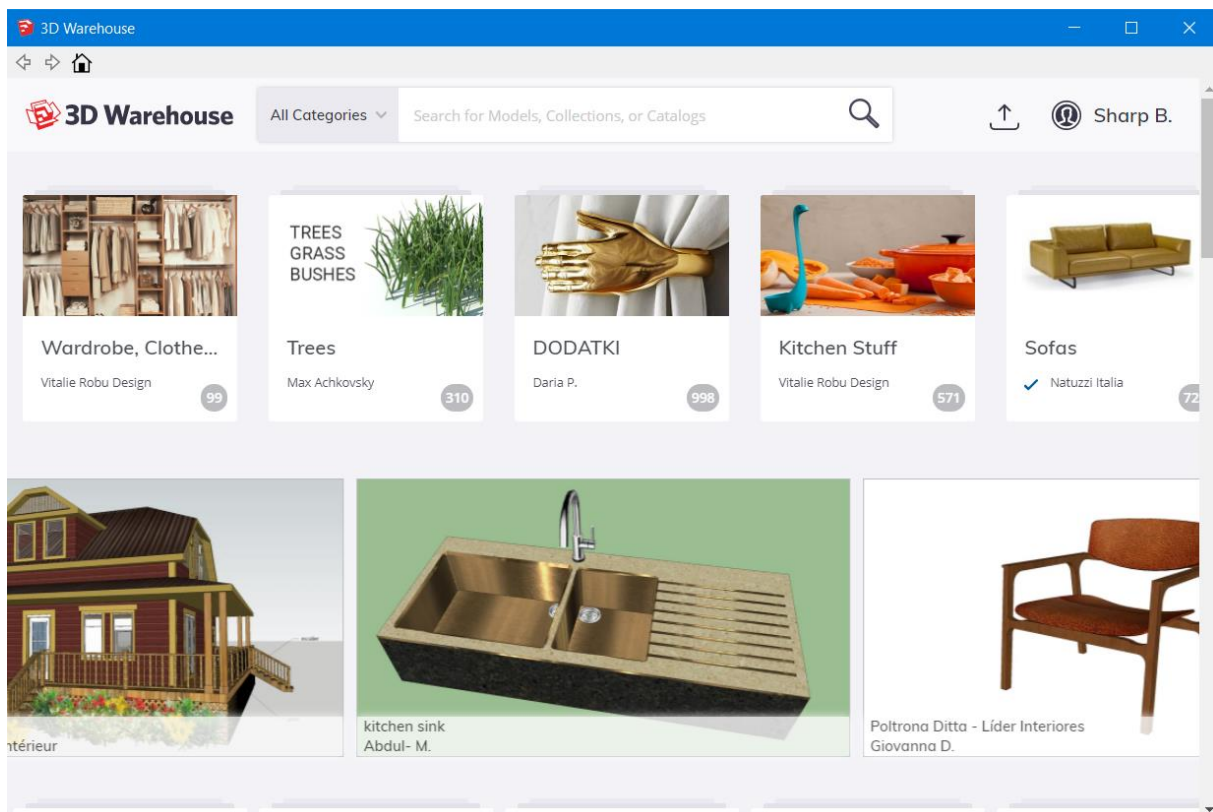 3D Warehouse
3D Warehouse
All Categories
Search for Models, Collections, or Catalogs
Sharp B.
TREES
GRASS
BUSHES
Wardrobe, Clothe...
Vitalie Robu Design
99
Trees
Max Achkovsky
310
DODATKI
Daria P.
998
Kitchen Stuff
Vitalie Robu Design
571
Sofas
Natuzzi Italia
72
ntérieur
kitchen sink
Abdul- M.
Poltrona Ditta - Líder Interiores
Giovanna D.